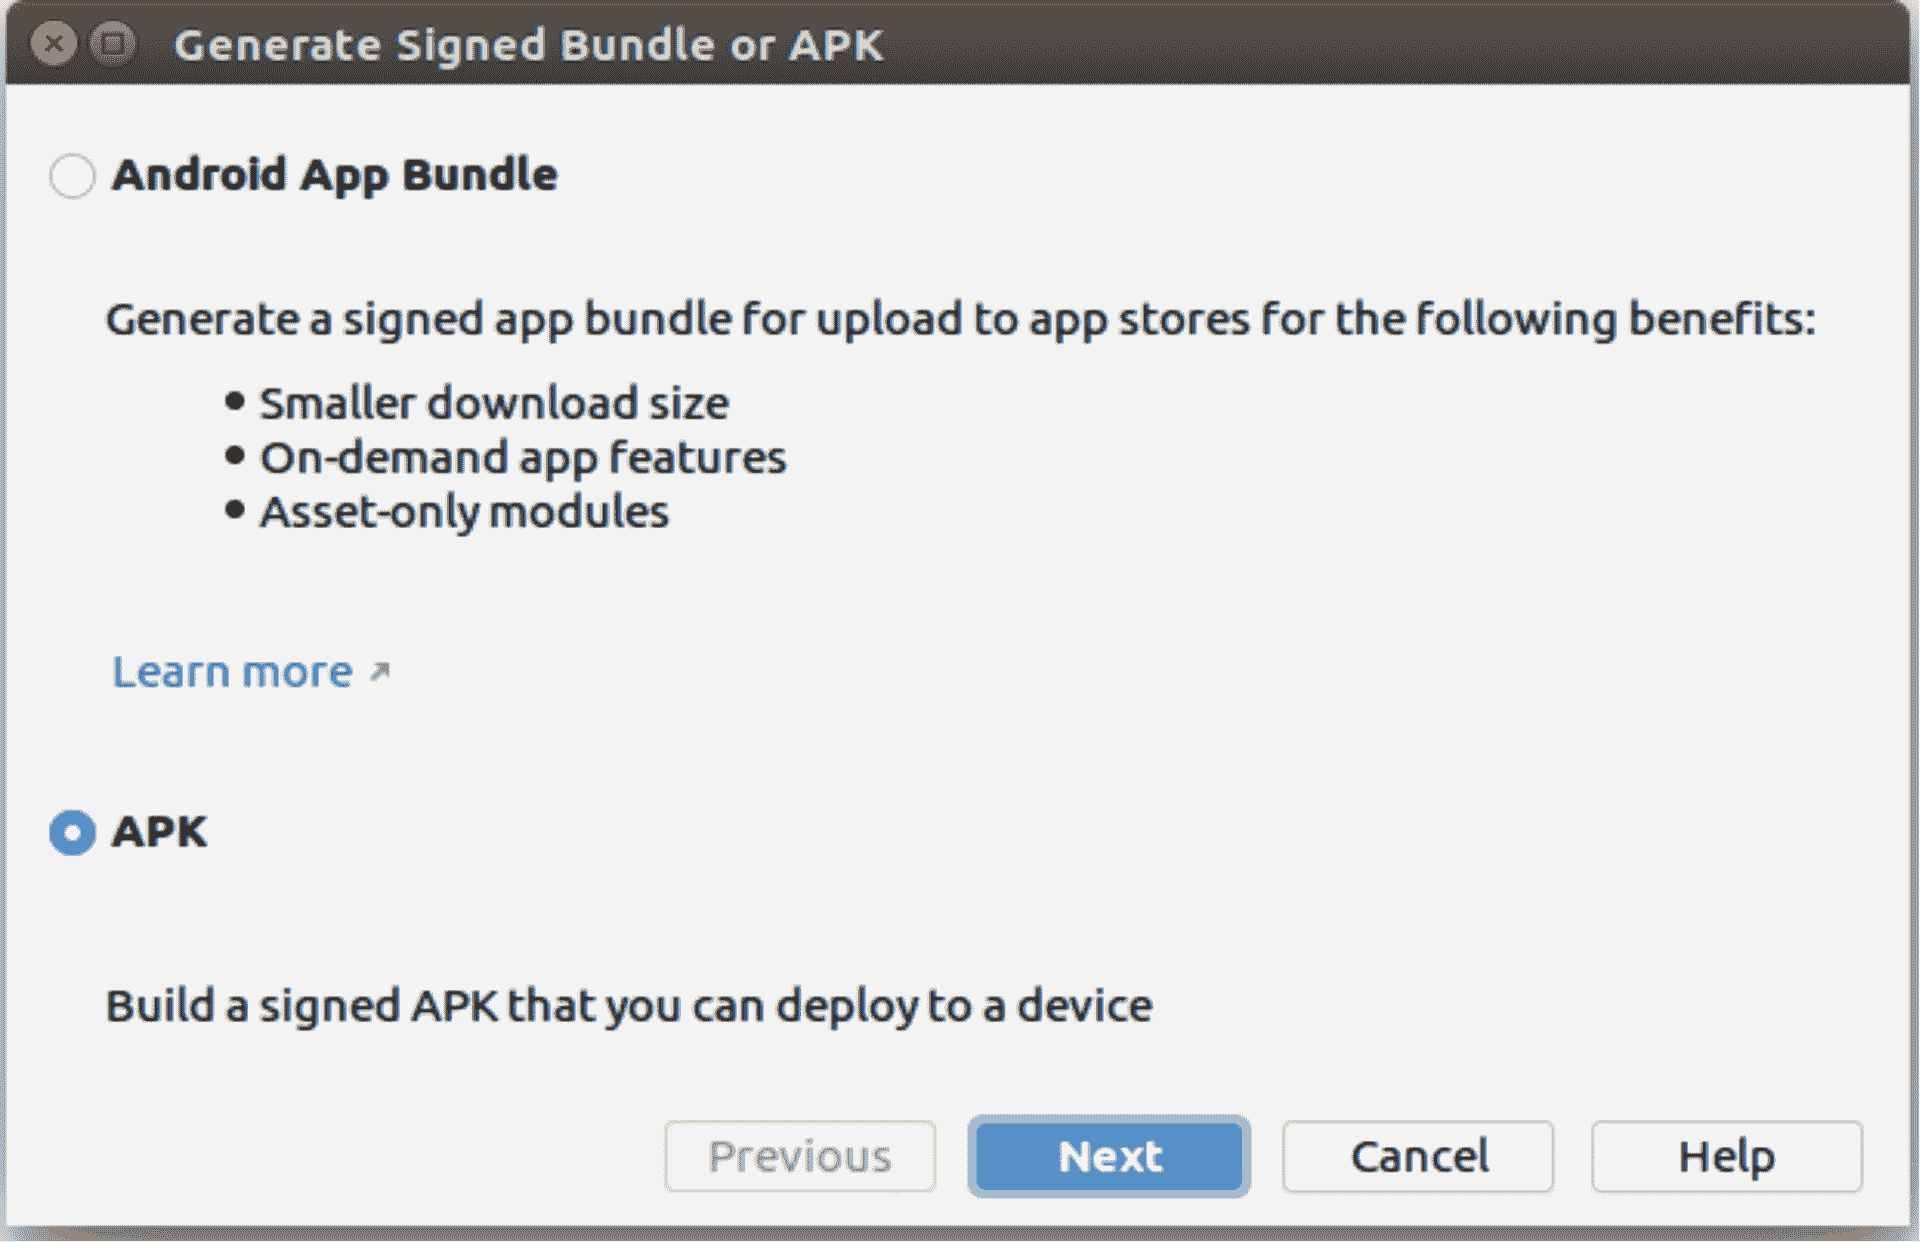 Generate Signed Bundle or APK
Android App Bundle
Generate a signed app bundle for upload to app stores for the following benefits:
• Smaller download size
• On-demand app features
• Asset-only modules
Learn more ↗
APK
Build a signed APK that you can deploy to a device
Previous Next Cancel Help